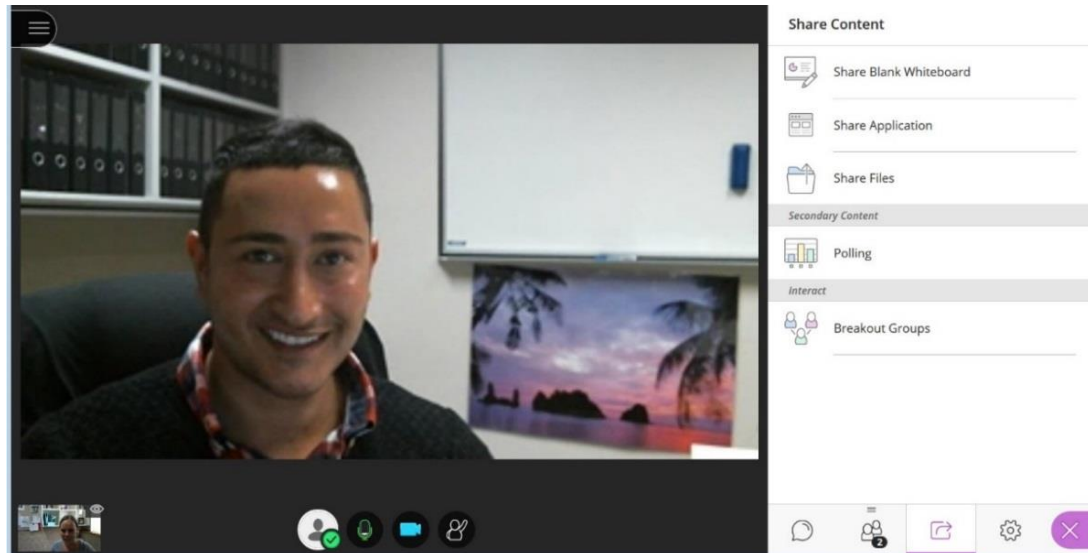 Share Content
Share Blank Whiteboard
Share Application
Share Files
Secondary Content
Polling
Interact
Breakout Groups
2